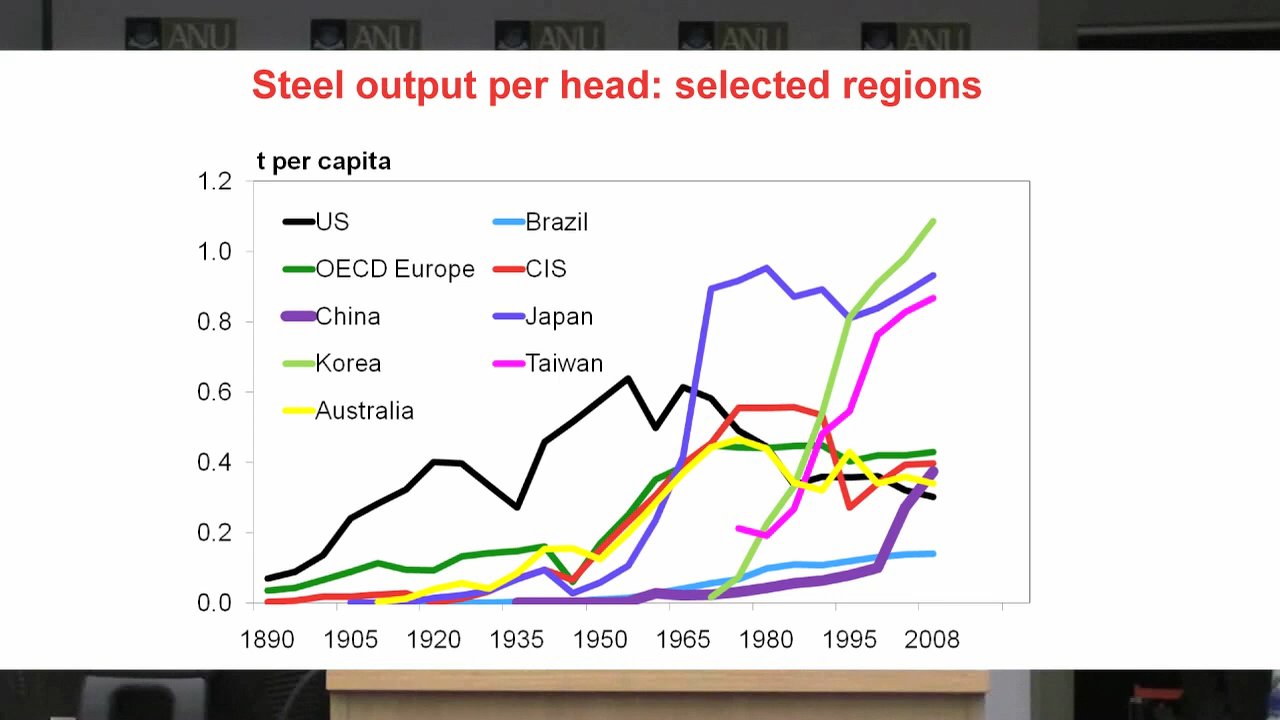 ANU ANU ANU ANU ANU
Steel output per head: selected regions
t per capita
1.2
1.0
0.8
0.6
0.4
0.2
0.0
US
Brazil
OECD Europe
CIS
China
Japan
Korea
Taiwan
Australia
1890 1905 1920 1935 1950 1965 1980 1995 2008